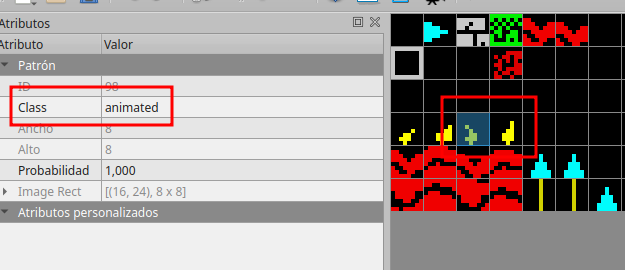 Atributos
Atributo Valor
Patrón
ID 98
Class animated
Ancho 8
Alto 8
Probabilidad 1,000
Image Rect [(16, 24), 8 x 8]
Atributos personalizados